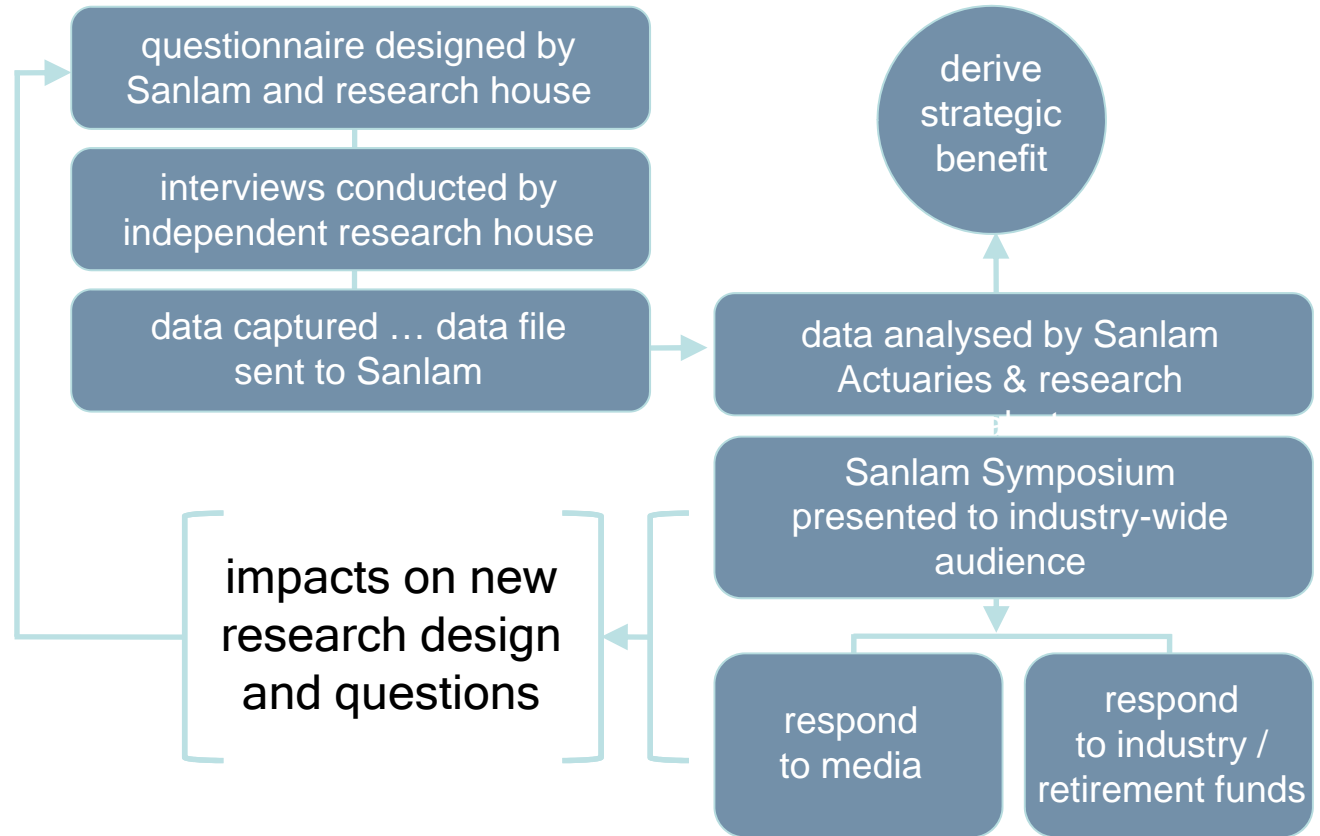 questionnaire designed by
Sanlam and research house
interviews conducted by
independent research house
data captured … data file
sent to Sanlam
derive
strategic
benefit
data analysed by Sanlam
Actuaries & research
Sanlam Symposium
presented to industry-wide
audience
respond
to media
respond
to industry /
retirement funds
impacts on new
research design
and questions